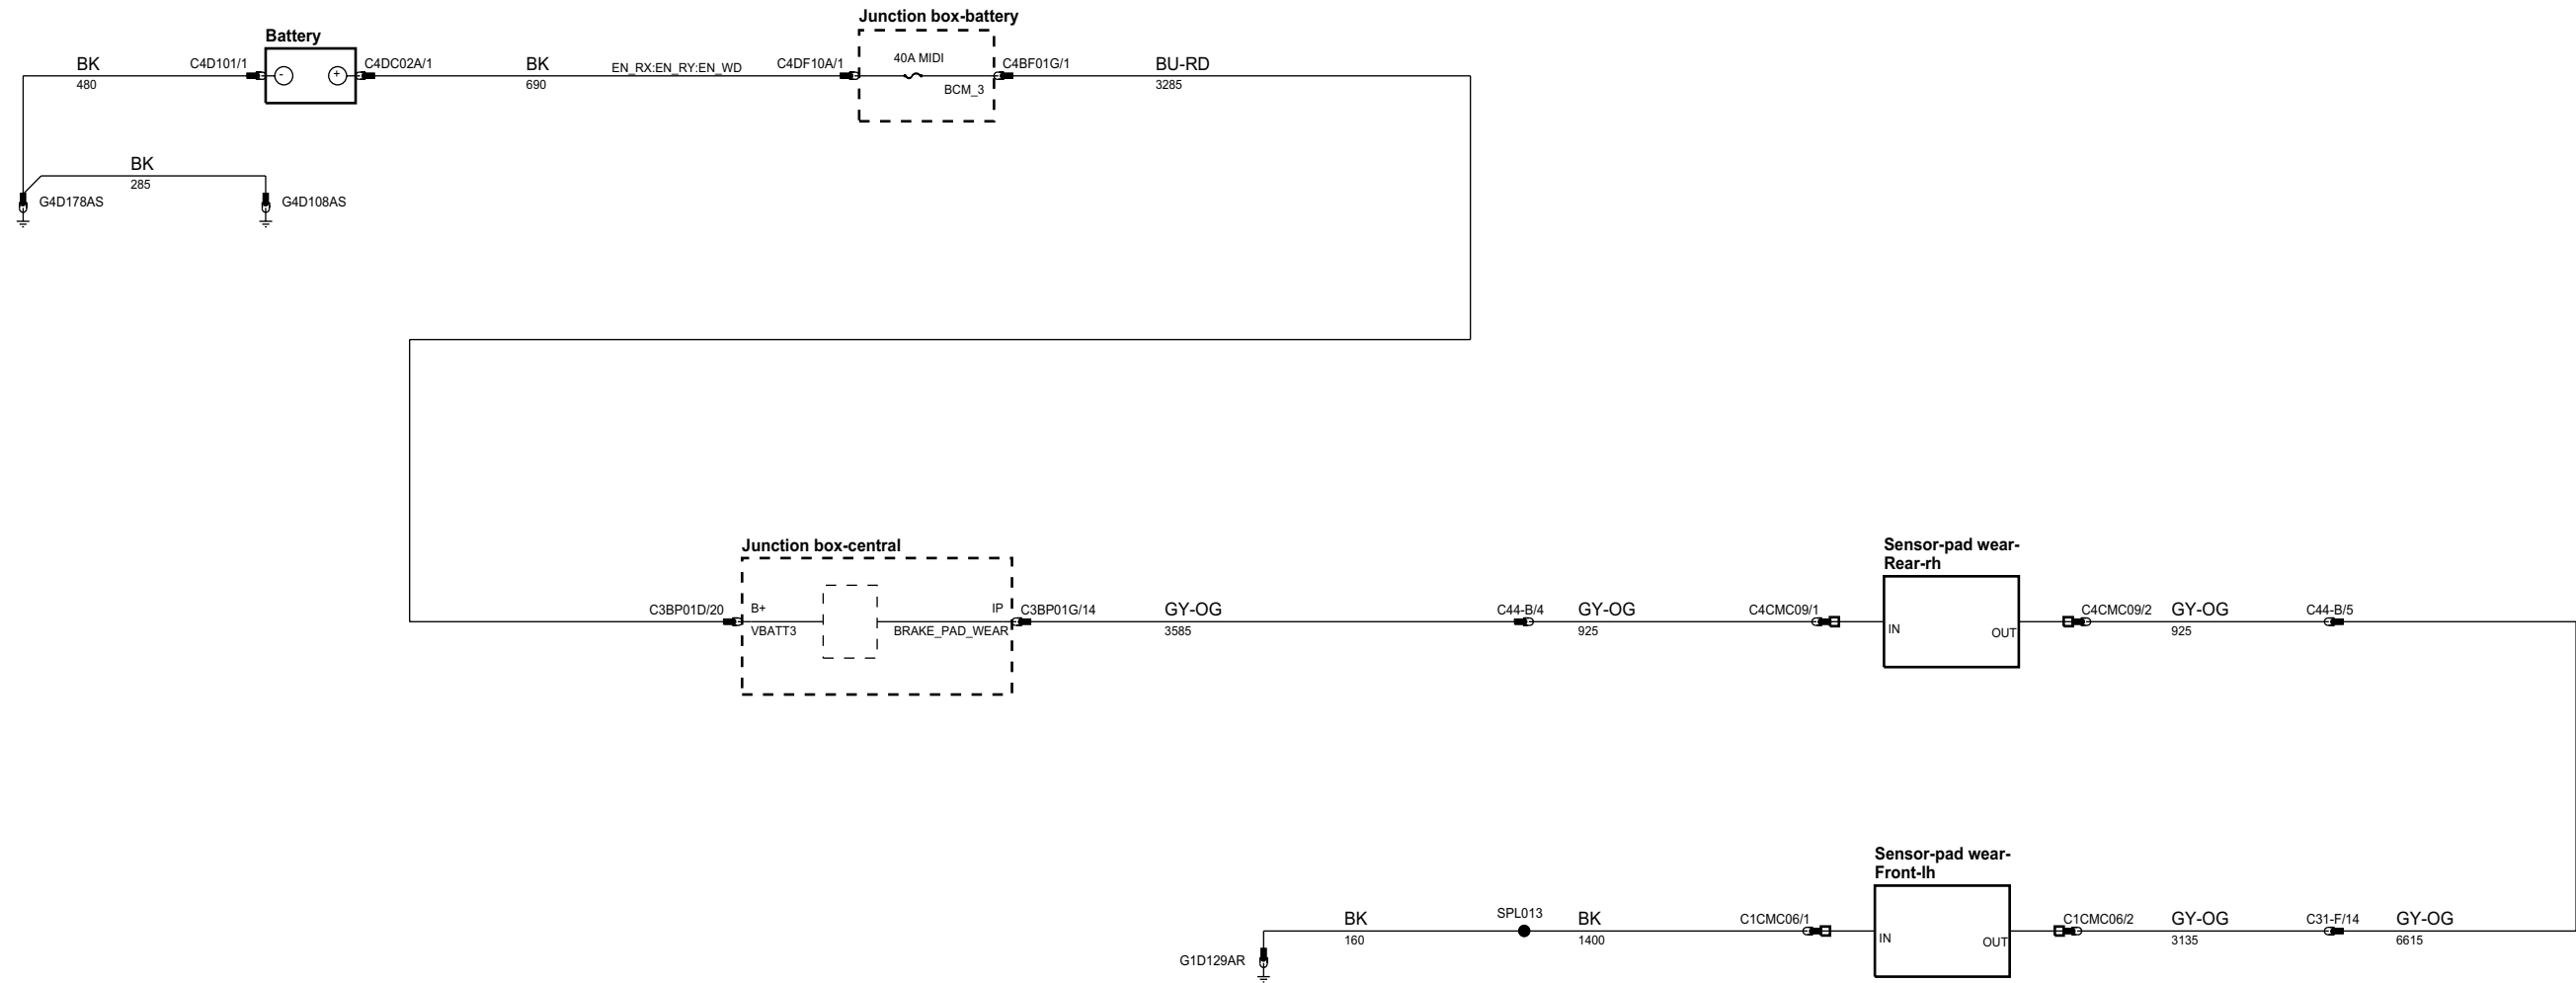 Junction box-battery
Battery
BK
480
C4D101/1
-
+
C4DC02A/1
BK
690
EN_RX:EN_RY:EN_WD
C4DF10A/1
40A MIDI
BCM_3
C4BF01G/1
BU-RD
3285
BK
285
G4D178AS
G4D108AS
Junction box-central
C3BP01D/20
B+
VBATT3
IP
BRAKE_PAD_WEAR
C3BP01G/14
GY-OG
3585
C44-B/4
GY-OG
925
C4CMC09/1
Sensor-pad wear-
Rear-rh
IN
OUT
C4CMC09/2
GY-OG
925
C44-B/5
Sensor-pad wear-
Front-lh
G1D129AR
BK
160
SPL013
BK
1400
C1CMC06/1
IN
OUT
C1CMC06/2
GY-OG
3135
C31-F/14
GY-OG
6615